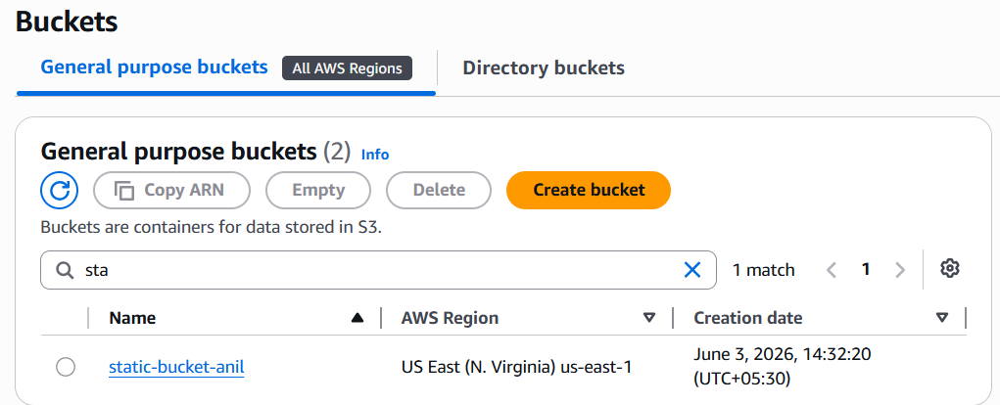 Buckets
General purpose buckets All AWS Regions Directory buckets
General purpose buckets (2) Info
Copy ARN Empty Delete Create bucket
Buckets are containers for data stored in S3.
sta 1 match 1
Name AWS Region Creation date
static-bucket-anil US East (N. Virginia) us-east-1 June 3, 2026, 14:32:20
(UTC+05:30)